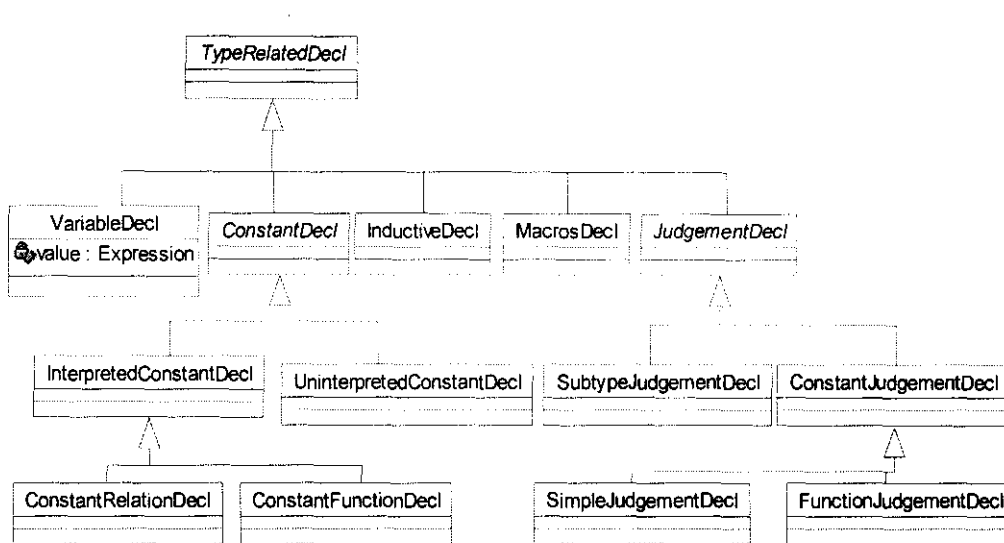 TypeRelatedDecl
VariableDecl
value : Expression
ConstantDecl
InductiveDecl
MacrosDecl
JudgementDecl
InterpretedConstantDecl
UninterpretedConstantDecl
SubtypeJudgementDecl
ConstantJudgementDecl
ConstantRelationDecl
ConstantFunctionDecl
SimpleJudgementDecl
FunctionJudgementDecl